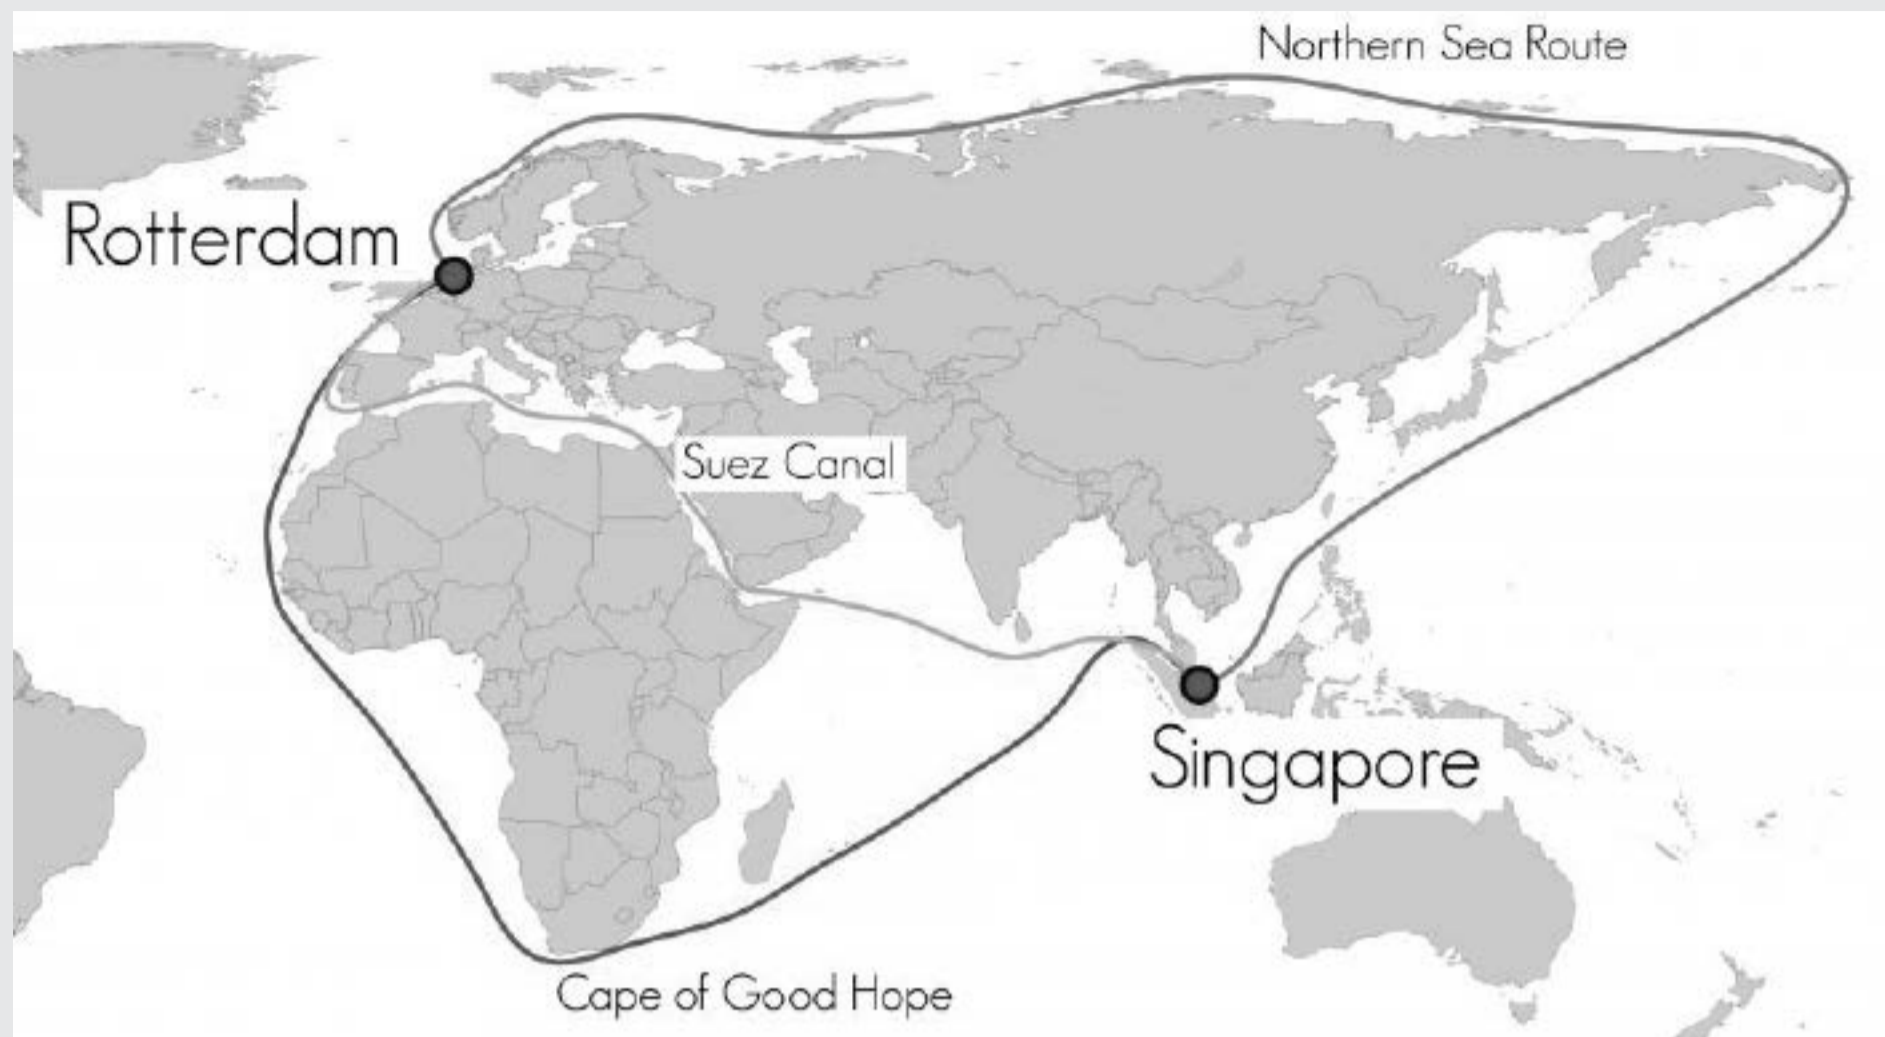 Northern Sea Route
Rotterdam
Suez Canal
Singapore
Cape of Good Hope